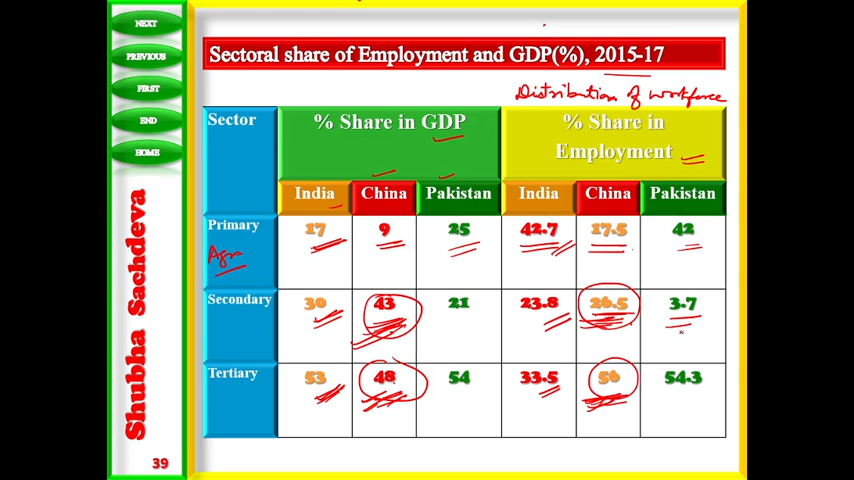 NEXT
PREVIOUS
FIRST
END
HOME
Shubha Sachdeva
39
Sectoral share of Employment and GDP(%), 2015-17
Distribution of workforce
Sector % Share in GDP % Share in Employment
India China Pakistan India China Pakistan
Primary 17 9 25 42.7 17.5 42
Agr
Secondary 30 43 21 23.8 26.5 3.7
Tertiary 53 48 54 33.5 56 54.3